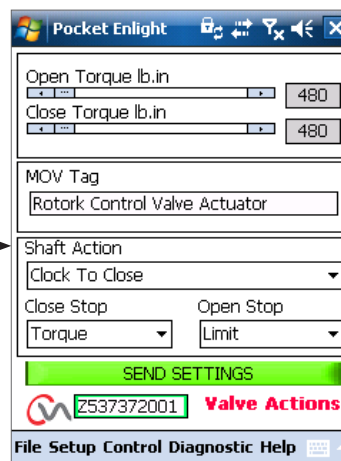 Pocket Enlight
Open Torque lb.in
480
Close Torque lb.in
480
MOV Tag
Rotork Control Valve Actuator
Shaft Action
Clock To Close
Close Stop Open Stop
Torque Limit
SEND SETTINGS
Z537372001 Valve Actions
File Setup Control Diagnostic Help